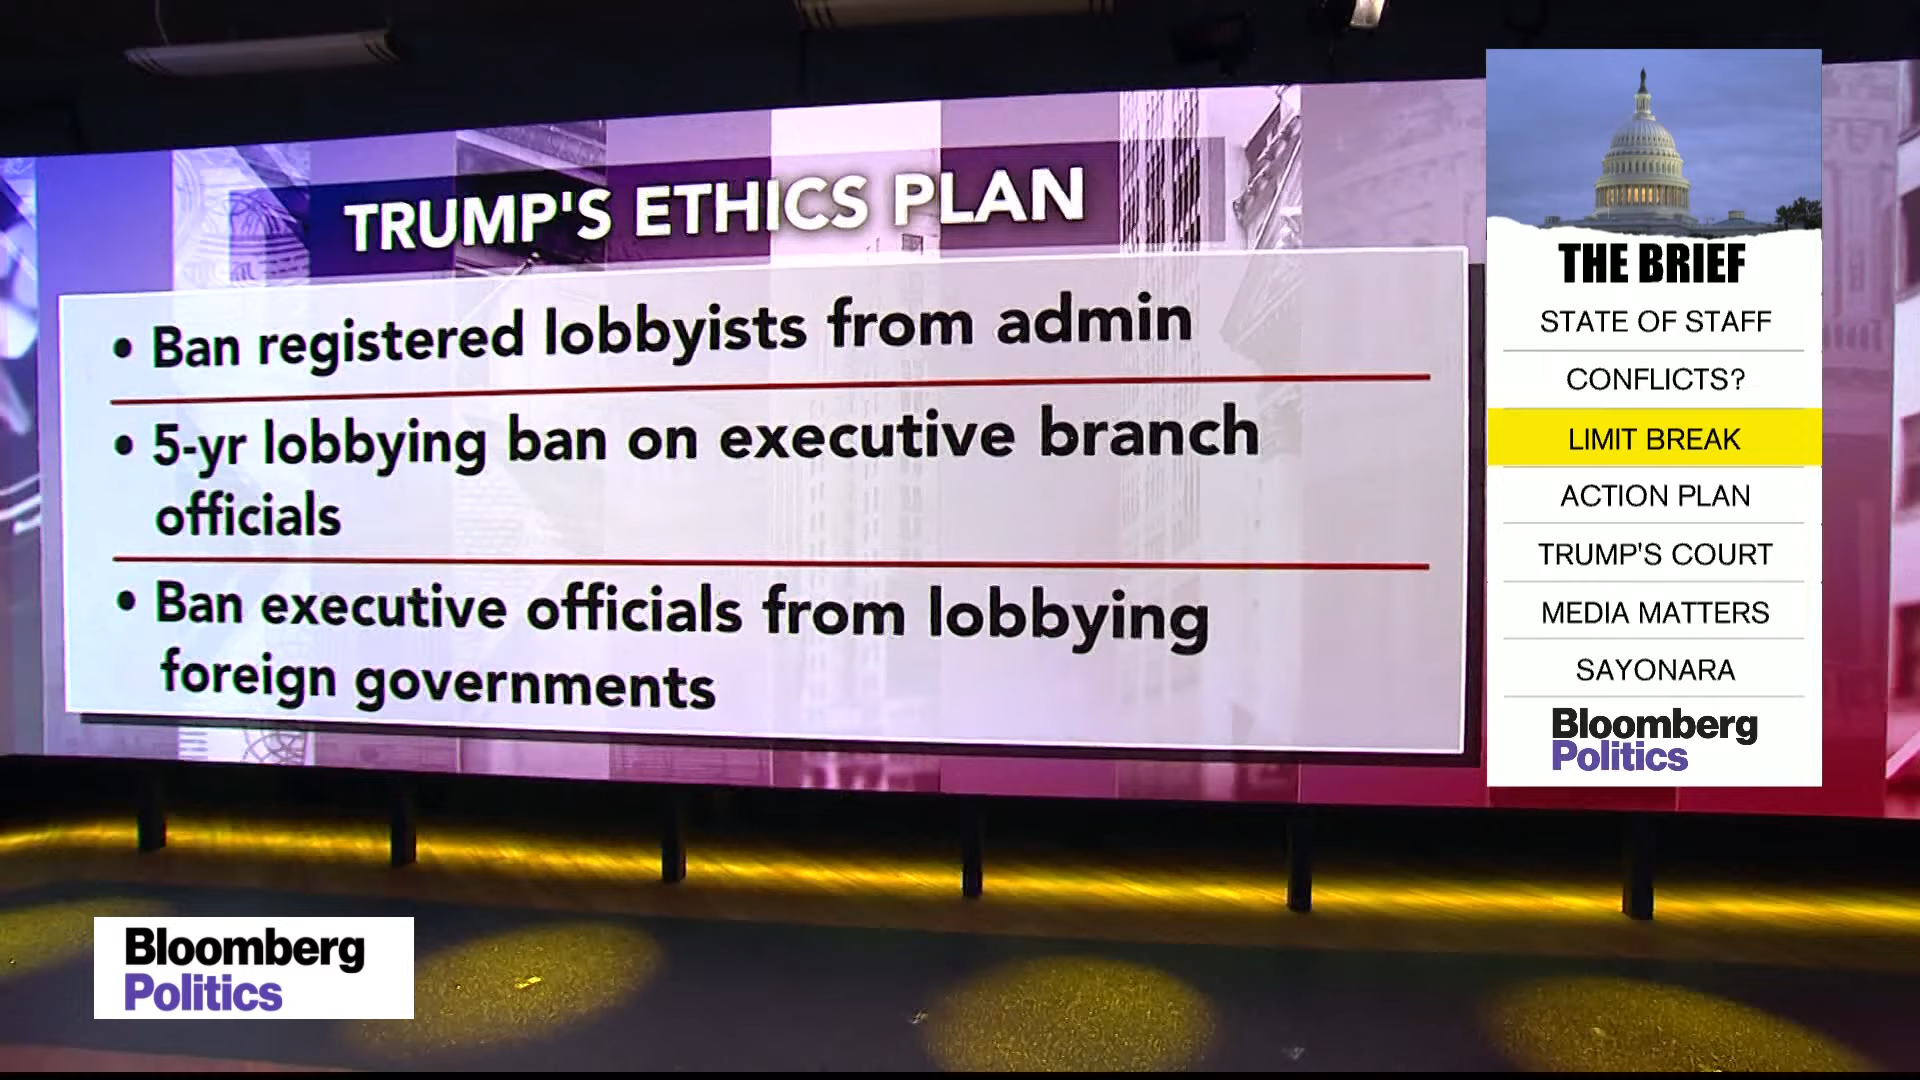 TRUMP'S ETHICS PLAN
• Ban registered lobbyists from admin
• 5-yr lobbying ban on executive branch
officials
• Ban executive officials from lobbying
foreign governments
THE BRIEF
STATE OF STAFF
CONFLICTS?
LIMIT BREAK
ACTION PLAN
TRUMP'S COURT
MEDIA MATTERS
SAYONARA
Bloomberg
Politics
Bloomberg
Politics